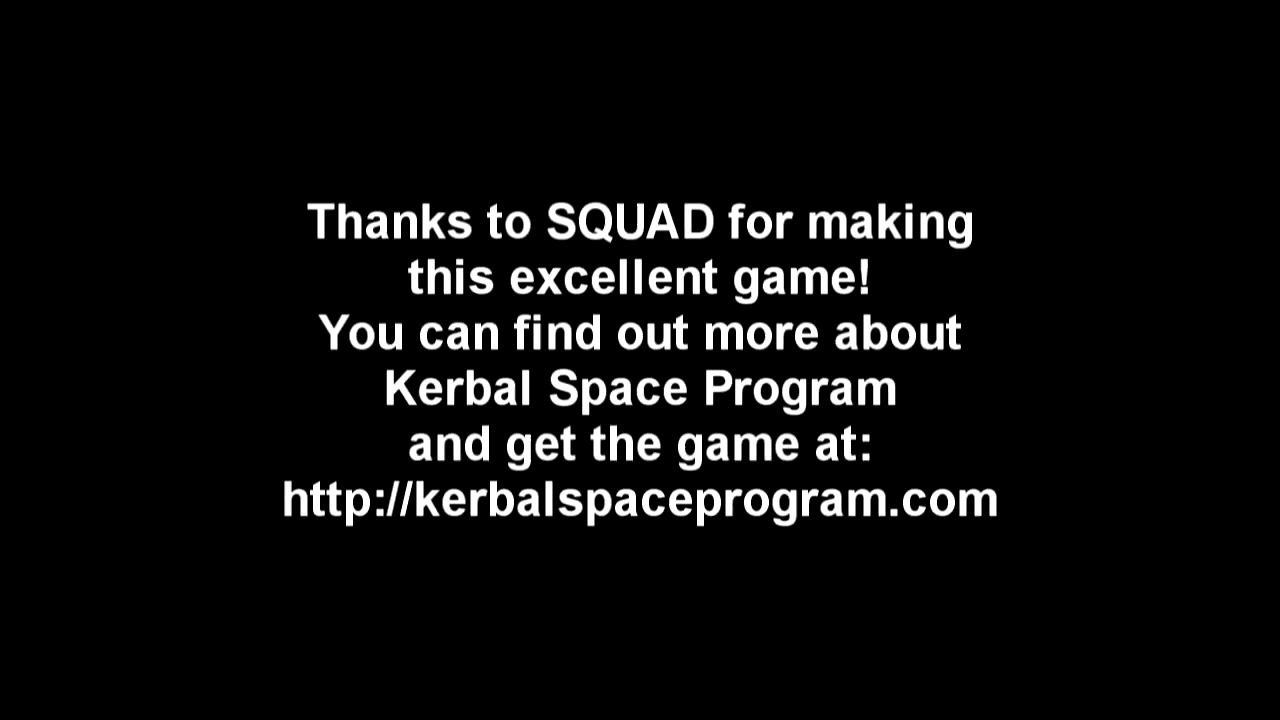 Thanks to SQUAD for making
this excellent game!
You can find out more about
Kerbal Space Program
and get the game at:
http://kerbalspaceprogram.com